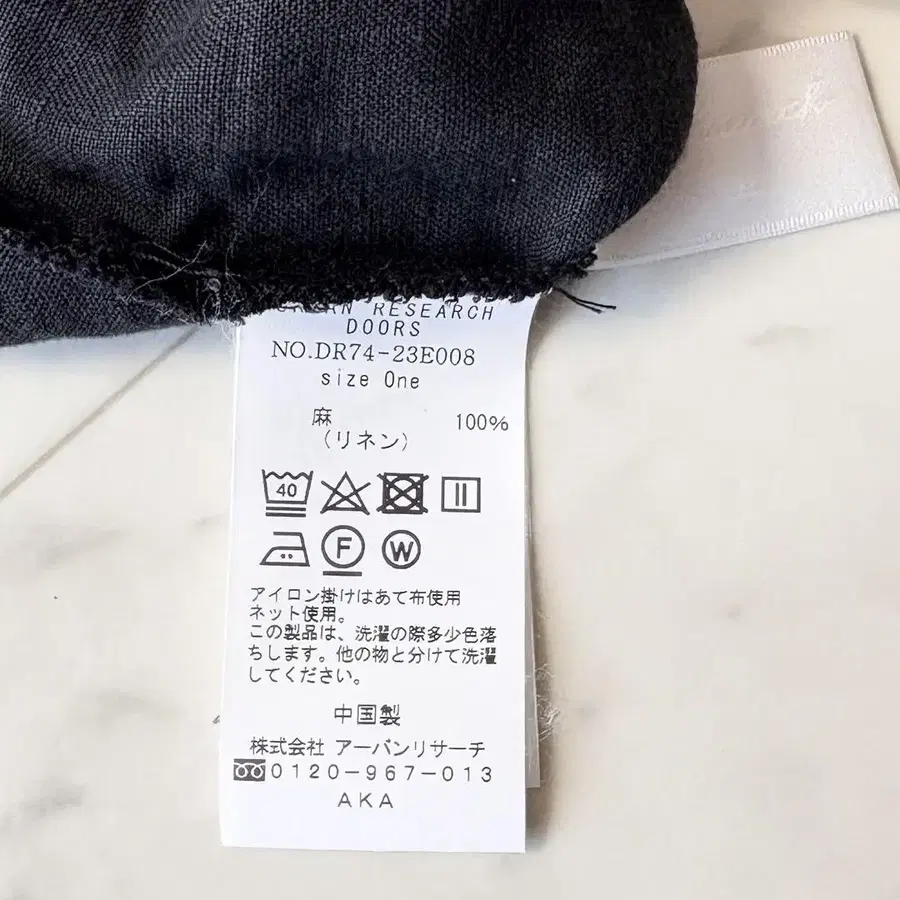 URBAN RESEARCH
DOORS
NO.DR74-23E008
size One
麻 100%
(リネン)
40
F W
アイロン掛けはあて布使用
ネット使用。
この製品は、洗濯の際多少色落
ちします。他の物と分けて洗濯
してください。
中国製
株式会社 アーバンリサーチ
0120-967-013
AKA